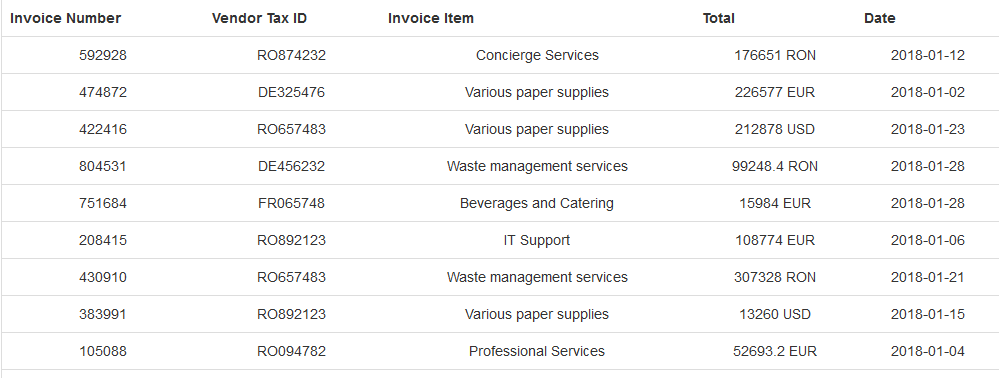 Invoice Number Vendor Tax ID Invoice Item Total Date
592928 RO874232 Concierge Services 176651 RON 2018-01-12
474872 DE325476 Various paper supplies 226577 EUR 2018-01-02
422416 RO657483 Various paper supplies 212878 USD 2018-01-23
804531 DE456232 Waste management services 99248.4 RON 2018-01-28
751684 FR065748 Beverages and Catering 15984 EUR 2018-01-28
208415 RO892123 IT Support 108774 EUR 2018-01-06
430910 RO657483 Waste management services 307328 RON 2018-01-21
383991 RO892123 Various paper supplies 13260 USD 2018-01-15
105088 RO094782 Professional Services 52693.2 EUR 2018-01-04